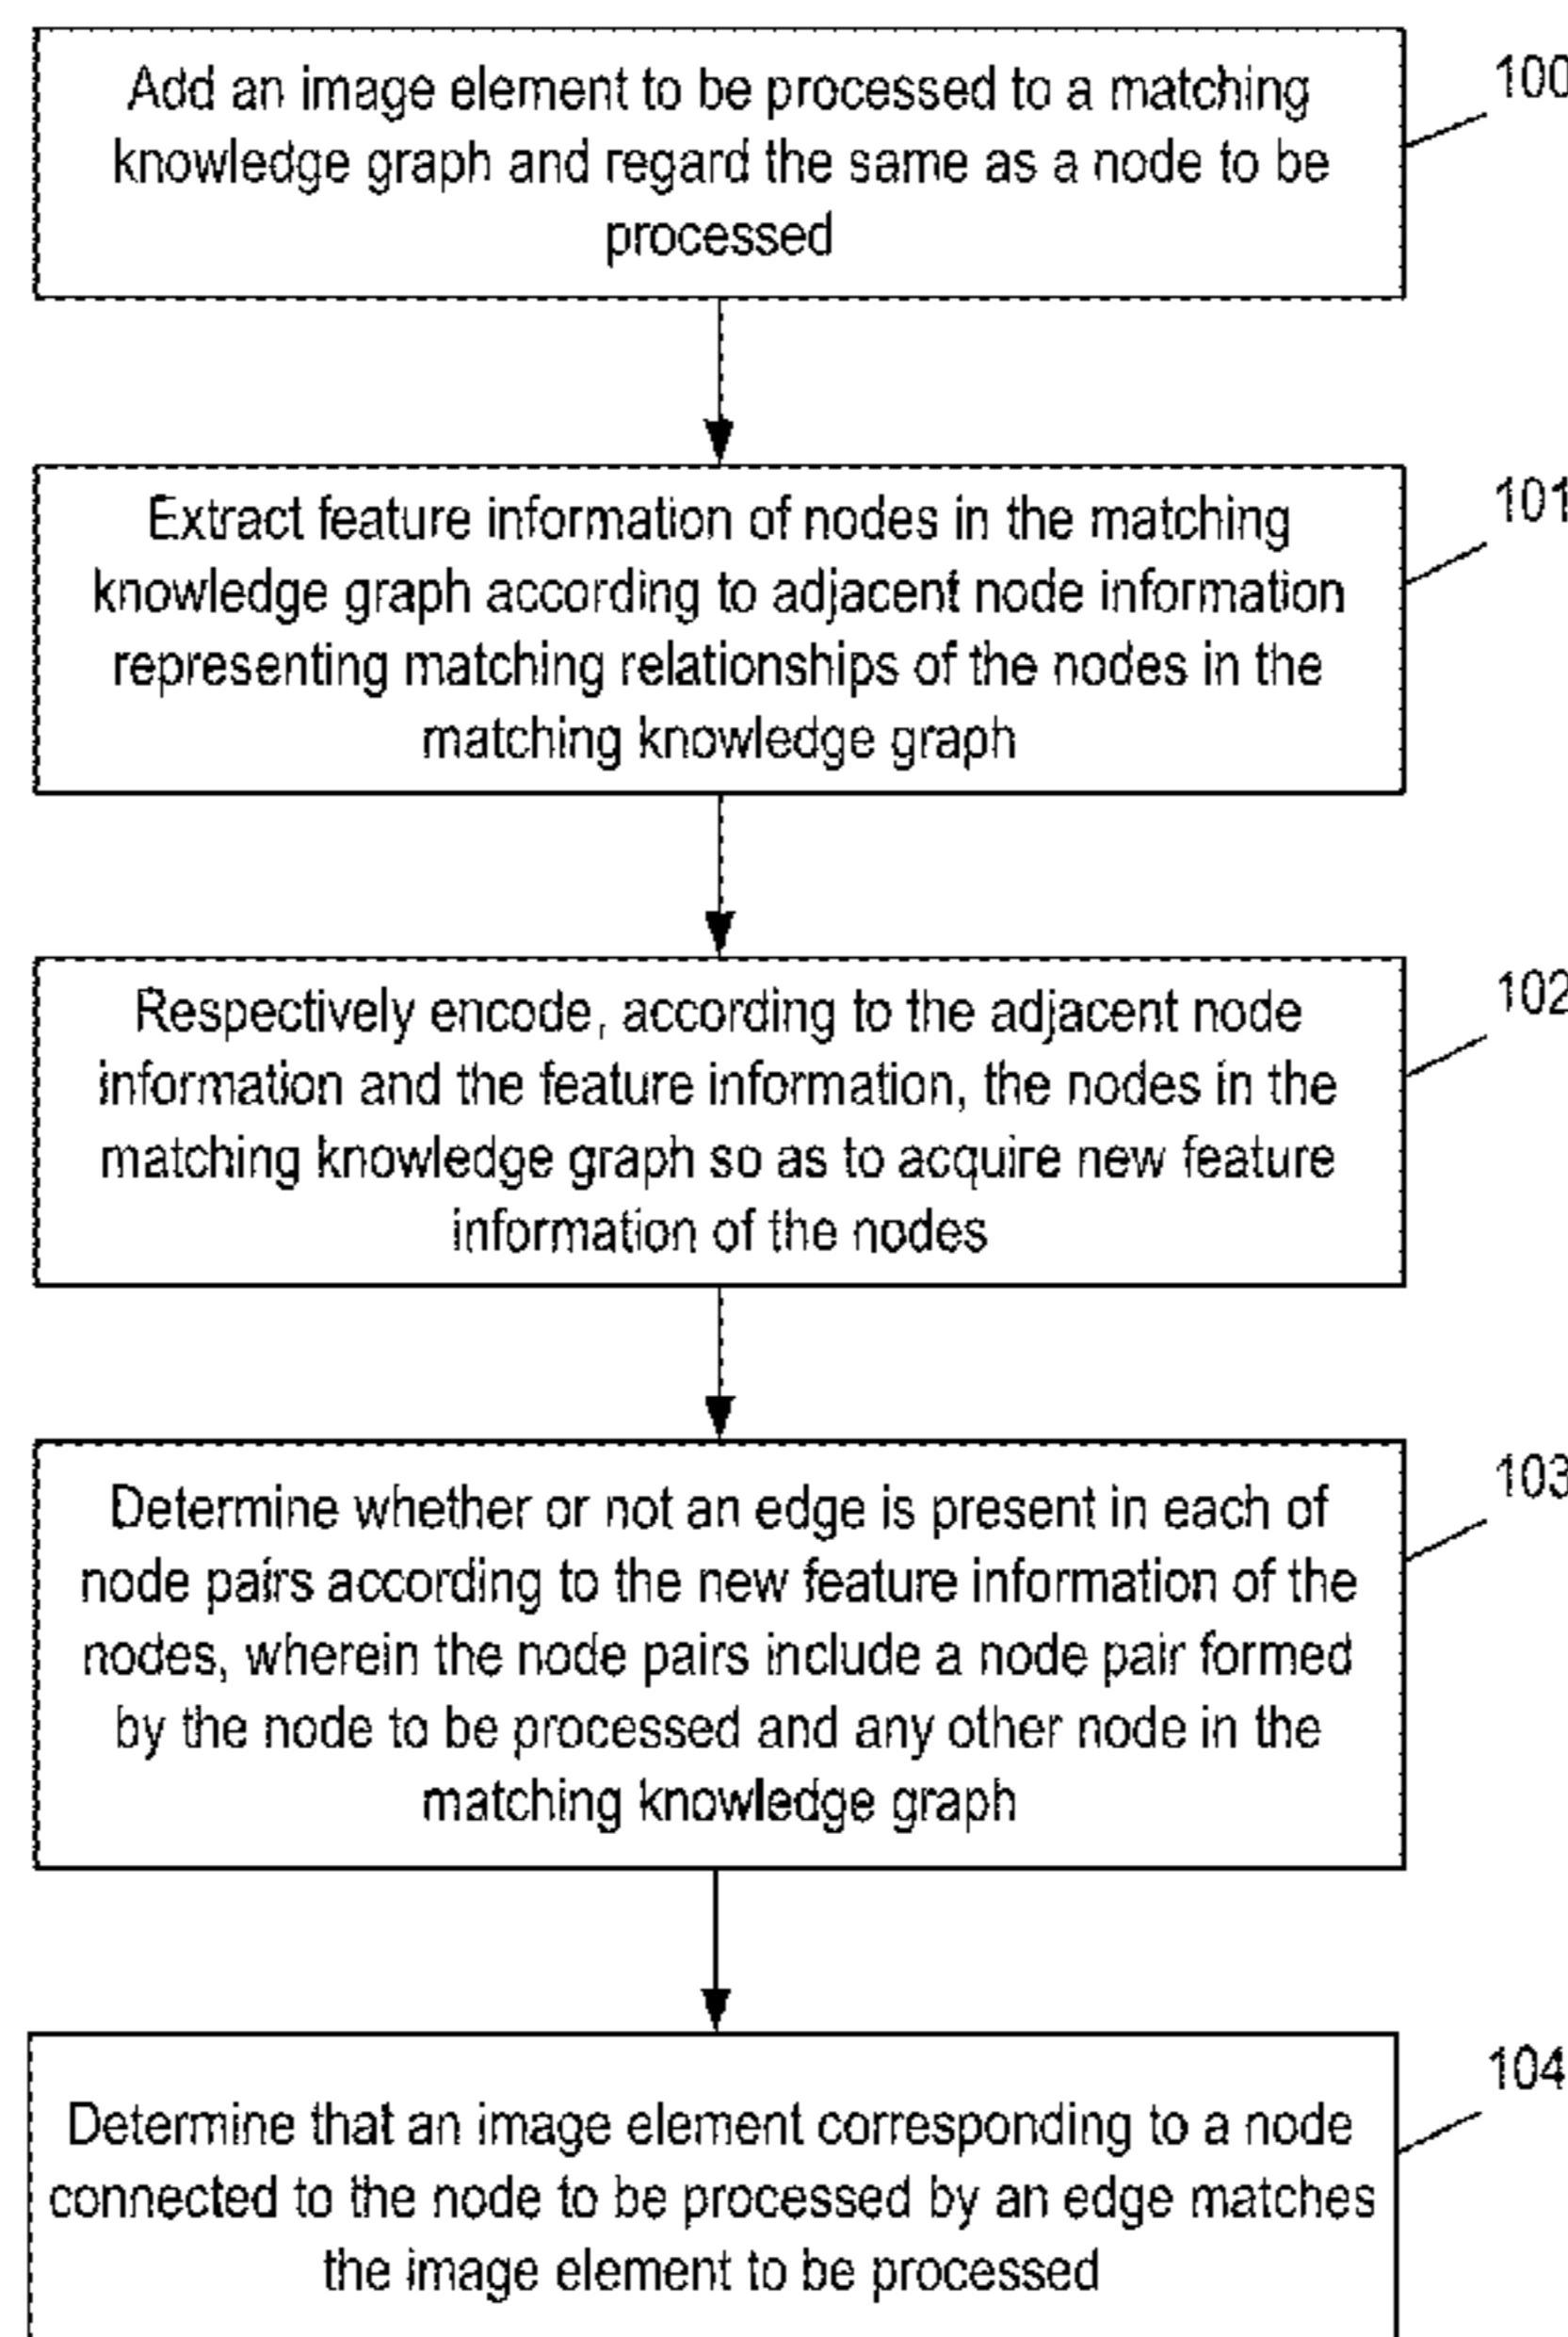 Add an image element to be processed to a matching
knowledge graph and regard the same as a node to be
processed
100
Extract feature information of nodes in the matching
knowledge graph according to adjacent node information
representing matching relationships of the nodes in the
matching knowledge graph
101
Respectively encode, according to the adjacent node
information and the feature information, the nodes in the
matching knowledge graph so as to acquire new feature
information of the nodes
102
Determine whether or not an edge is present in each of
node pairs according to the new feature information of the
nodes, wherein the node pairs include a node pair formed
by the node to be processed and any other node in the
matching knowledge graph
103
Determine that an image element corresponding to a node
connected to the node to be processed by an edge matches
the image element to be processed
104